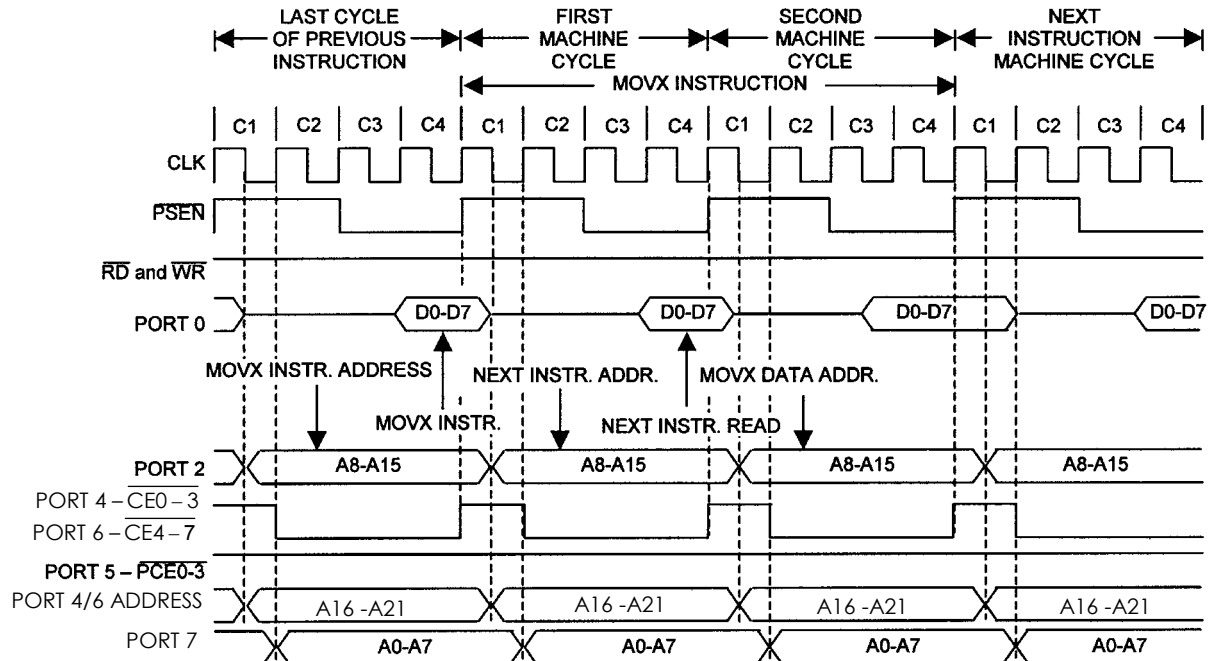 LAST CYCLE OF PREVIOUS INSTRUCTION
FIRST MACHINE CYCLE
SECOND MACHINE CYCLE
NEXT INSTRUCTION MACHINE CYCLE
MOVX INSTRUCTION
C1 C2 C3 C4 C1 C2 C3 C4 C1 C2 C3 C4 C1 C2 C3 C4
CLK
PSEN
RD and WR
PORT 0 D0-D7 D0-D7 D0-D7 D0-D7
MOVX INSTR. ADDRESS NEXT INSTR. ADDR. MOVX DATA ADDR.
MOVX INSTR. NEXT INSTR. READ
PORT 2 A8-A15 A8-A15 A8-A15 A8-A15
PORT 4 – CE0 – 3
PORT 6 – CE4 – 7
PORT 5 – PCE0-3
PORT 4/6 ADDRESS A16 -A21 A16 -A21 A16 -A21 A16 -A21
PORT 7 A0-A7 A0-A7 A0-A7 A0-A7